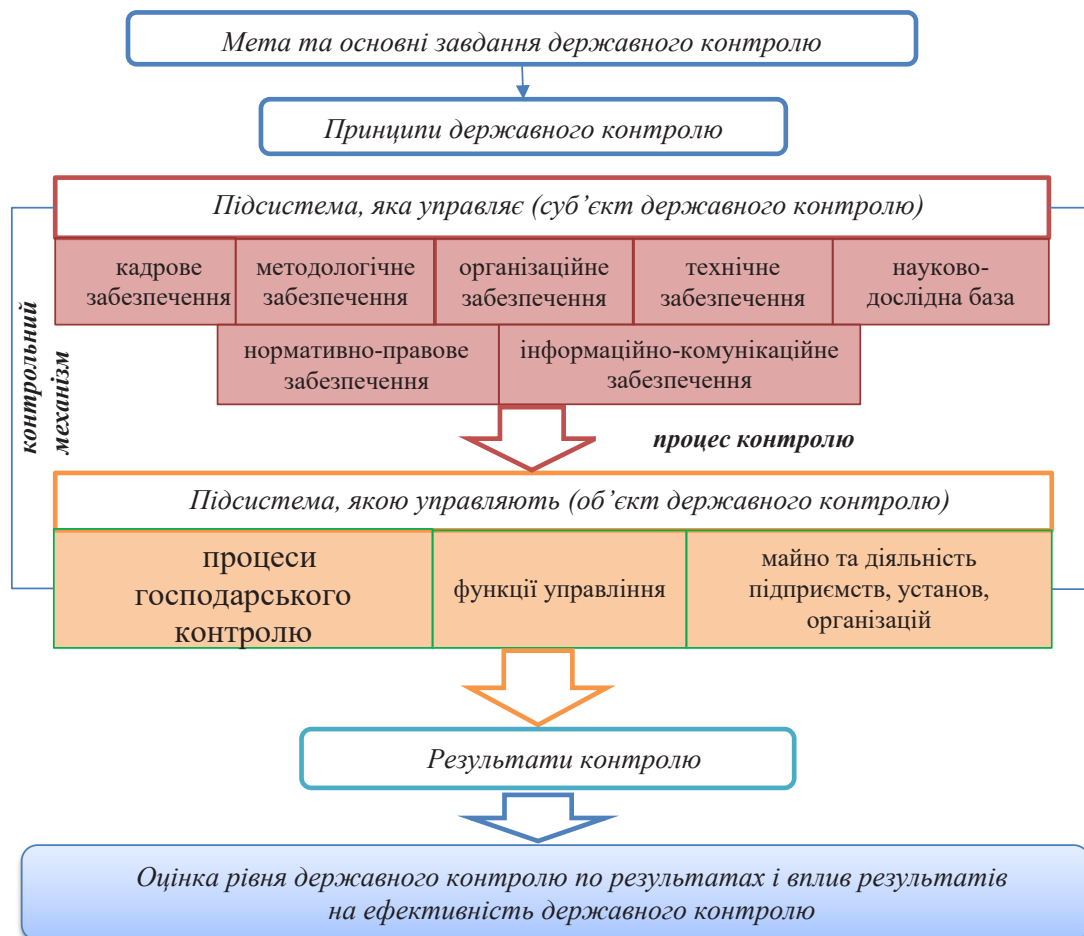 Мета та основні завдання державного контролю
Принципи державного контролю
Підсистема, яка управляє (суб’єкт державного контролю)
кадрове
забезпечення
методологічне
забезпечення
організаційне
забезпечення
технічне
забезпечення
науково-
дослідна база
нормативно-правове
забезпечення
інформаційно-комунікаційне
забезпечення
контрольний
механізм
процес контролю
Підсистема, якою управляють (об’єкт державного контролю)
процеси
господарського
контролю
функції управління
майно та діяльність
підприємств, установ,
організацій
Результати контролю
Оцінка рівня державного контролю по результатах і вплив результатів
на ефективність державного контролю